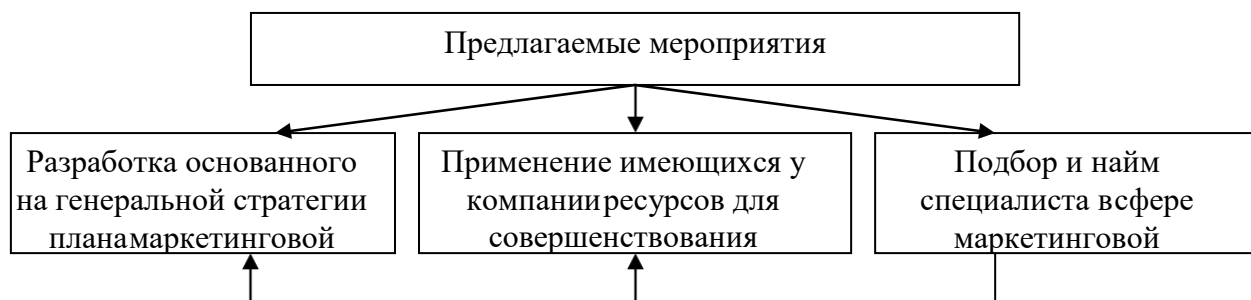 Предлагаемые мероприятия
Разработка основанного
на генеральной стратегии
планамаркетинговой
Применение имеющихся у
компанииресурсов для
совершенствования
Подбор и найм
специалиста всфере
маркетинговой